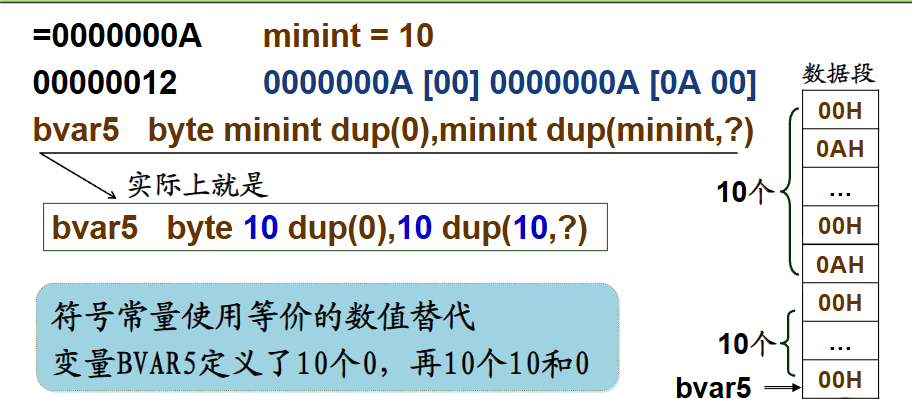 =0000000A minint = 10
00000012 0000000A [00] 0000000A [0A 00]
bvar5 byte minint dup(0),minint dup(minint,?)
实际上就是
bvar5 byte 10 dup(0),10 dup(10,?)
符号常量使用等价的数值替代
变量BVAR5定义了10个0，再10个10和0
数据段
00H
0AH
10个
...
00H
0AH
00H
10个
...
bvar5
00H